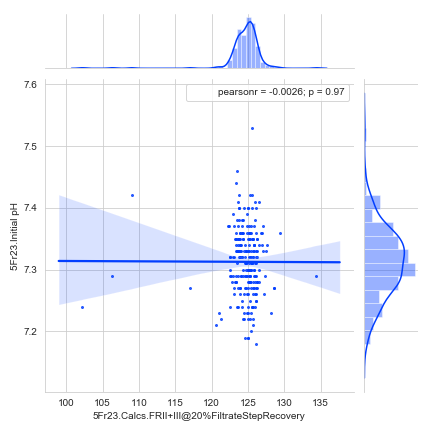 pearsonr = -0.0026; p = 0.97
7.6
7.5
7.4
7.3
7.2
5Fr23.Initial pH
100 105 110 115 120 125 130 135
5Fr23.Calcs.FRII+III@20%FiltrateStepRecovery